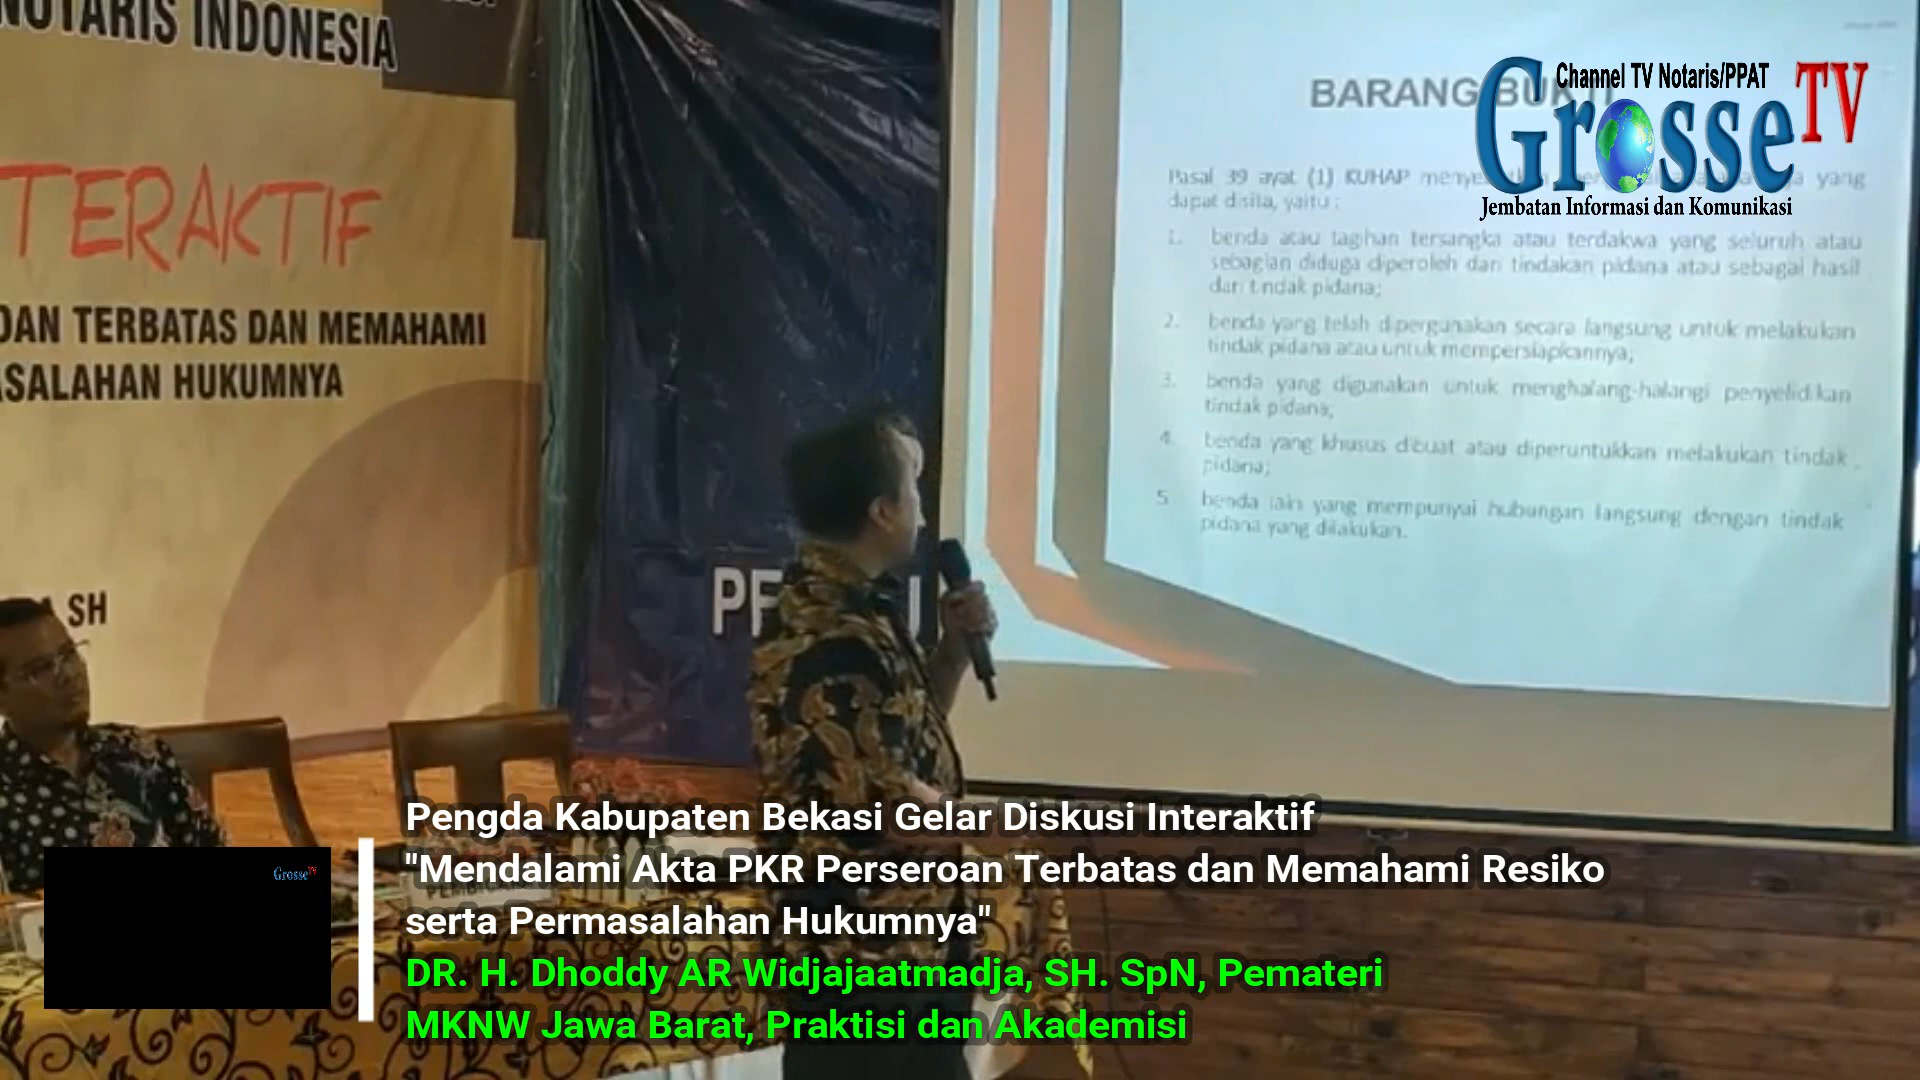 NOTARIS INDONESIA
TERAKTIF
DAN TERBATAS DAN MEMAHAMI
ASALAHAN HUKUMNYA
SH
BARANG
Channel TV Notaris/PPAT
Grosse TV
Jembatan Informasi dan Komunikasi
Pasal 39 ayat (1) KUHAP yang
dapat disita, yaitu :
1. benda atau tagihan tersangka atau terdakwa yang seluruh atau
sebagian diduga diperoleh dari tindakan pidana atau sebagai hasil
dari tindak pidana;
2. benda yang telah dipergunakan secara langsung untuk melakukan
tindak pidana atau untuk mempersiapkannya;
3. benda yang digunakan untuk menghalang-halangi penyelidikan
tindak pidana;
4. benda yang khusus dibuat atau diperuntukkan melakukan tindak
pidana;
5. benda lain yang mempunyai hubungan langsung dengan tindak
pidana yang dilakukan.
Pengda Kabupaten Bekasi Gelar Diskusi Interaktif
"Mendalami Akta PKR Perseroan Terbatas dan Memahami Resiko
serta Permasalahan Hukumnya"
DR. H. Dhoddy AR Widjajaatmadja, SH. SpN, Pemateri
MKNW Jawa Barat, Praktisi dan Akademisi
Grosse TV